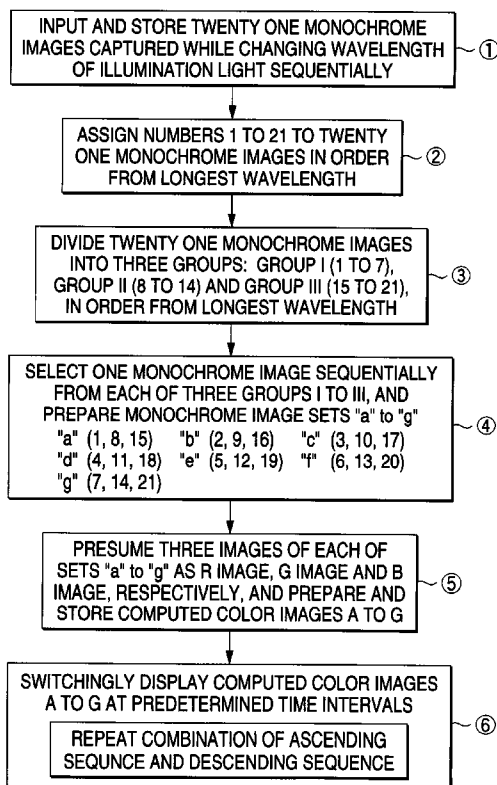 INPUT AND STORE TWENTY ONE MONOCHROME
IMAGES CAPTURED WHILE CHANGING WAVELENGTH
OF ILLUMINATION LIGHT SEQUENTIALLY
①
ASSIGN NUMBERS 1 TO 21 TO TWENTY
ONE MONOCHROME IMAGES IN ORDER
FROM LONGEST WAVELENGTH
②
DIVIDE TWENTY ONE MONOCHROME IMAGES
INTO THREE GROUPS: GROUP I (1 TO 7),
GROUP II (8 TO 14) AND GROUP III (15 TO 21),
IN ORDER FROM LONGEST WAVELENGTH
③
SELECT ONE MONOCHROME IMAGE SEQUENTIALLY
FROM EACH OF THREE GROUPS I TO III, AND
PREPARE MONOCHROME IMAGE SETS "a" to "g"
"a" (1, 8, 15) "b" (2, 9, 16) "c" (3, 10, 17)
"d" (4, 11, 18) "e" (5, 12, 19) "f" (6, 13, 20)
"g" (7, 14, 21)
④
PRESUME THREE IMAGES OF EACH OF
SETS "a" to "g" AS R IMAGE, G IMAGE AND B
IMAGE, RESPECTIVELY, AND PREPARE AND
STORE COMPUTED COLOR IMAGES A TO G
⑤
SWITCHINGLY DISPLAY COMPUTED COLOR IMAGES
A TO G AT PREDETERMINED TIME INTERVALS
REPEAT COMBINATION OF ASCENDING
SEQUNCE AND DESCENDING SEQUENCE
⑥